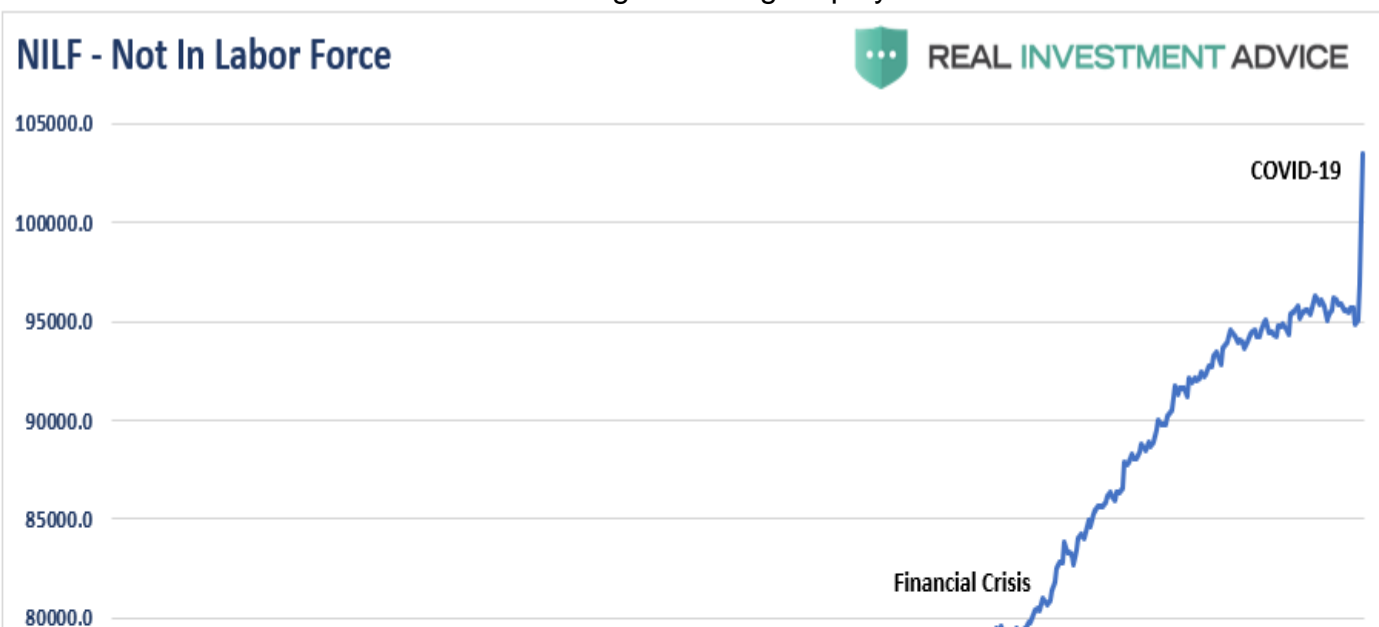 NILF - Not In Labor Force
REAL INVESTMENT ADVICE
105000.0
COVID-19
100000.0
95000.0
90000.0
85000.0
Financial Crisis
80000.0